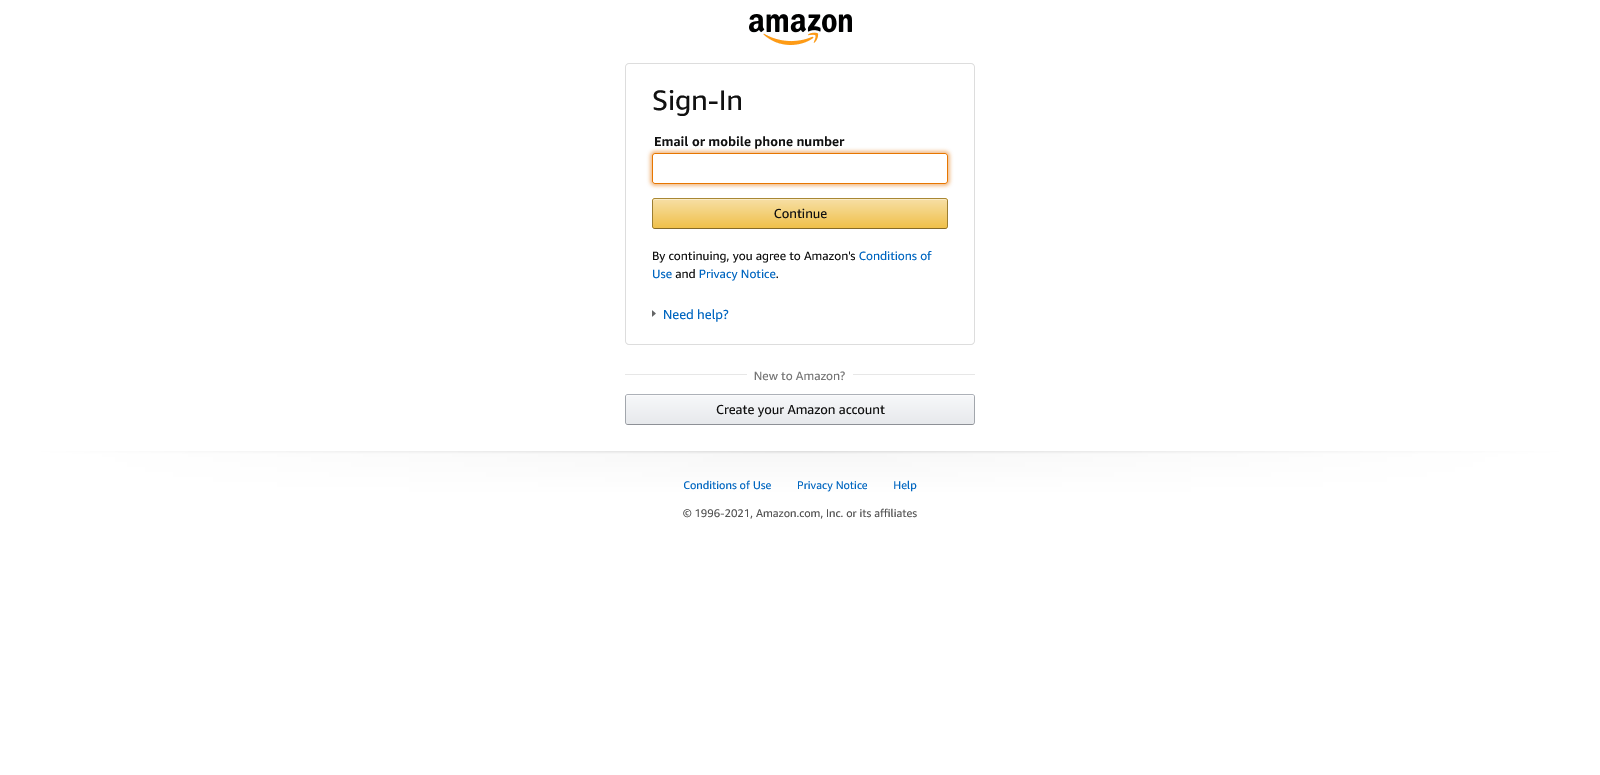 amazon
Sign-In
Email or mobile phone number
Continue
By continuing, you agree to Amazon's Conditions of
Use and Privacy Notice.
Need help?
New to Amazon?
Create your Amazon account
Conditions of Use Privacy Notice Help
© 1996-2021, Amazon.com, Inc. or its affiliates